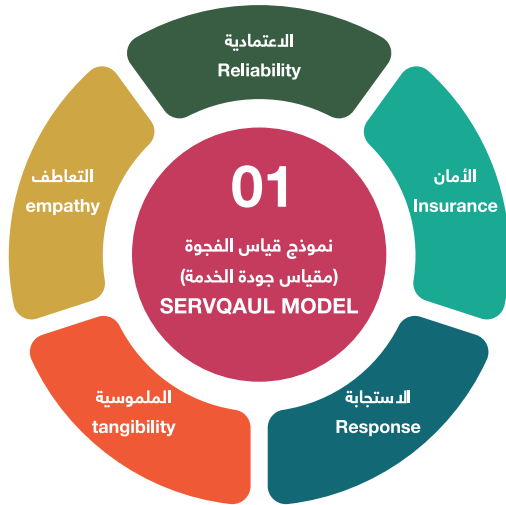 الاعتمادية
Reliability
الأمان
Insurance
الاستجابة
Response
الملموسية
tangibility
التعاطف
empathy
01
نموذج قياس الفجوة
(مقياس جودة الخدمة)
SERVQAUL MODEL